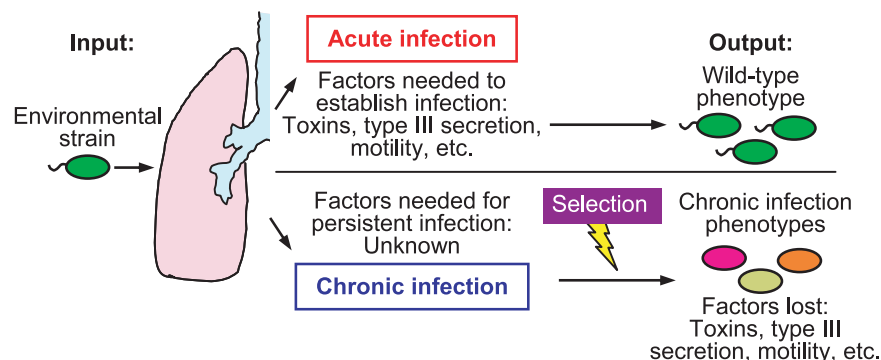 Input:
Environmental
strain
Acute infection
Factors needed to
establish infection:
Toxins, type III secretion,
motility, etc.
Output:
Wild-type
phenotype
Factors needed for
persistent infection:
Unknown
Chronic infection
Selection
Chronic infection
phenotypes
Factors lost:
Toxins, type III
secretion, motility, etc.